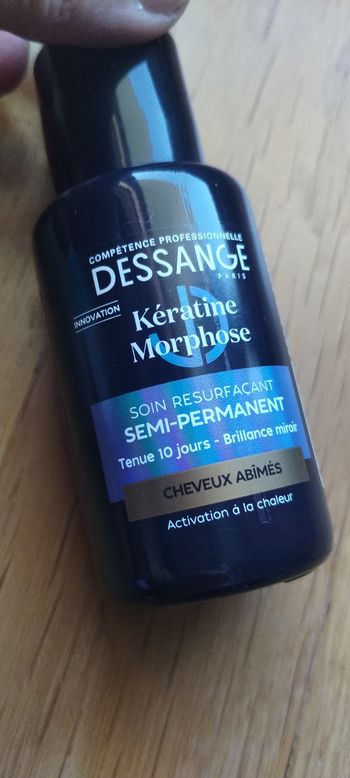 COMPÉTENCE PROFESSIONNELLE
DESSANGE
PARIS
INNOVATION
Kératine
Morphose
SOIN RESURFAÇANT
SEMI-PERMANENT
Tenue 10 jours - Brillance miroir
CHEVEUX ABÎMÉS
Activation à la chaleur